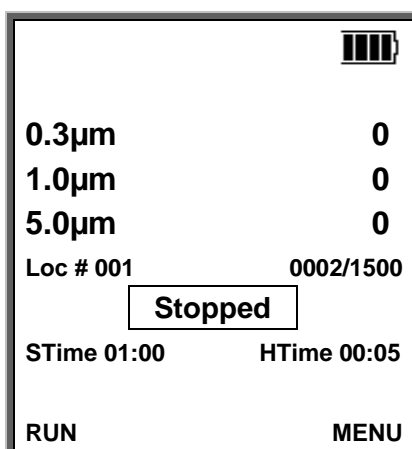 0.3µm 0
1.0µm 0
5.0µm 0
Loc # 001 0002/1500
Stopped
STime 01:00 HTime 00:05
RUN MENU